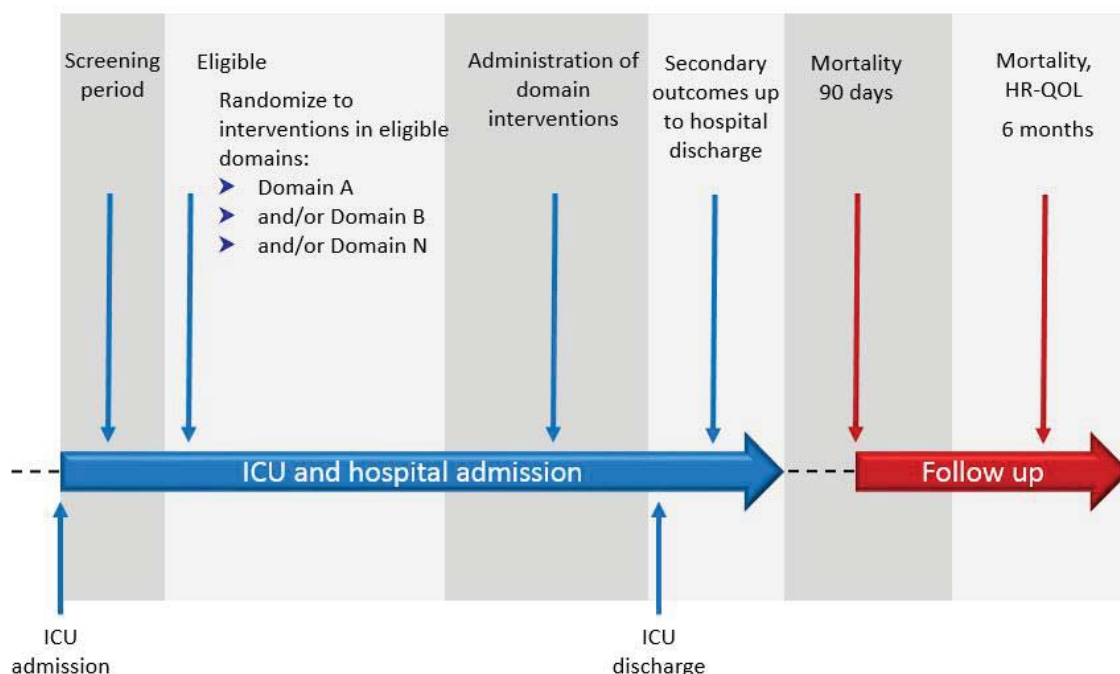 Screening
period
Eligible
Randomize to
interventions in eligible
domains:
Domain A
and/or Domain B
and/or Domain N
Administration of
domain
interventions
Secondary
outcomes up
to hospital
discharge
Mortality
90 days
Mortality,
HR-QOL
6 months
ICU and hospital admission
Follow up
ICU
admission
ICU
discharge